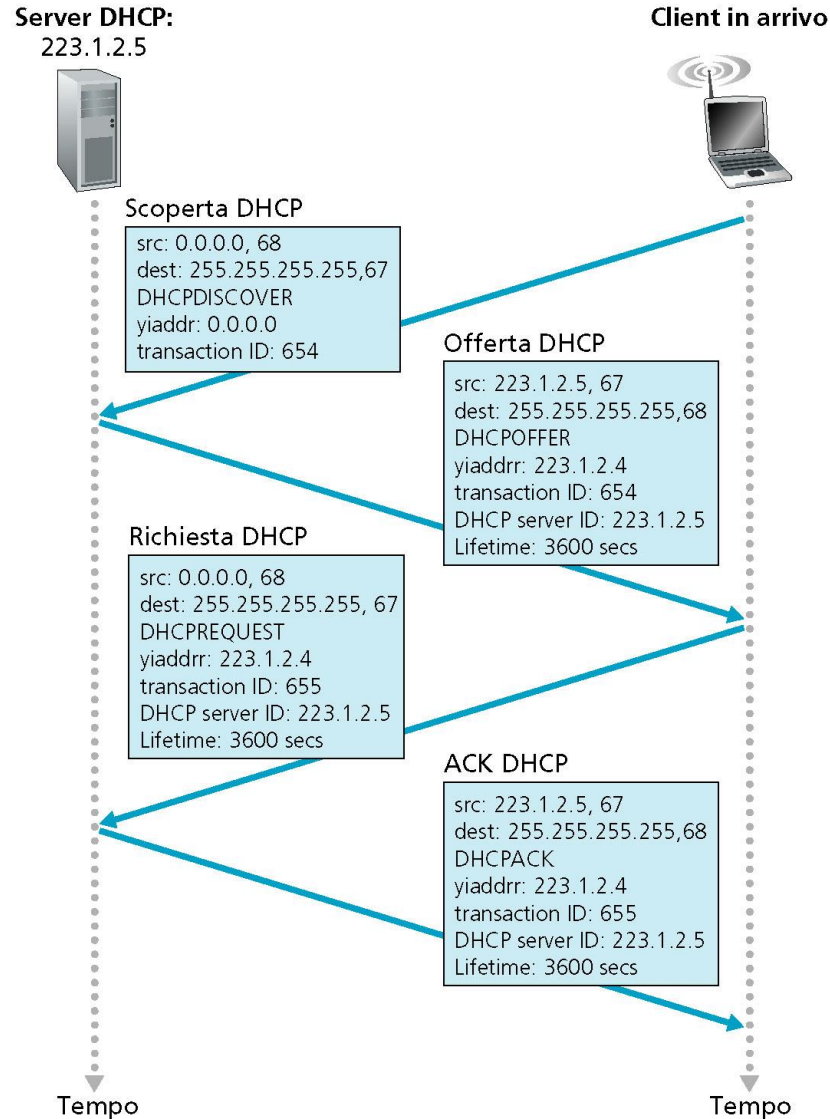 Server DHCP:
223.1.2.5
Client in arrivo
Scoperta DHCP
src: 0.0.0.0, 68
dest: 255.255.255.255,67
DHCPDISCOVER
yiaddr: 0.0.0.0
transaction ID: 654
Offerta DHCP
src: 223.1.2.5, 67
dest: 255.255.255.255,68
DHCPOFFER
yiaddrr: 223.1.2.4
transaction ID: 654
DHCP server ID: 223.1.2.5
Lifetime: 3600 secs
Richiesta DHCP
src: 0.0.0.0, 68
dest: 255.255.255.255, 67
DHCPREQUEST
yiaddrr: 223.1.2.4
transaction ID: 655
DHCP server ID: 223.1.2.5
Lifetime: 3600 secs
ACK DHCP
src: 223.1.2.5, 67
dest: 255.255.255.255,68
DHCPACK
yiaddrr: 223.1.2.4
transaction ID: 655
DHCP server ID: 223.1.2.5
Lifetime: 3600 secs
Tempo
Tempo